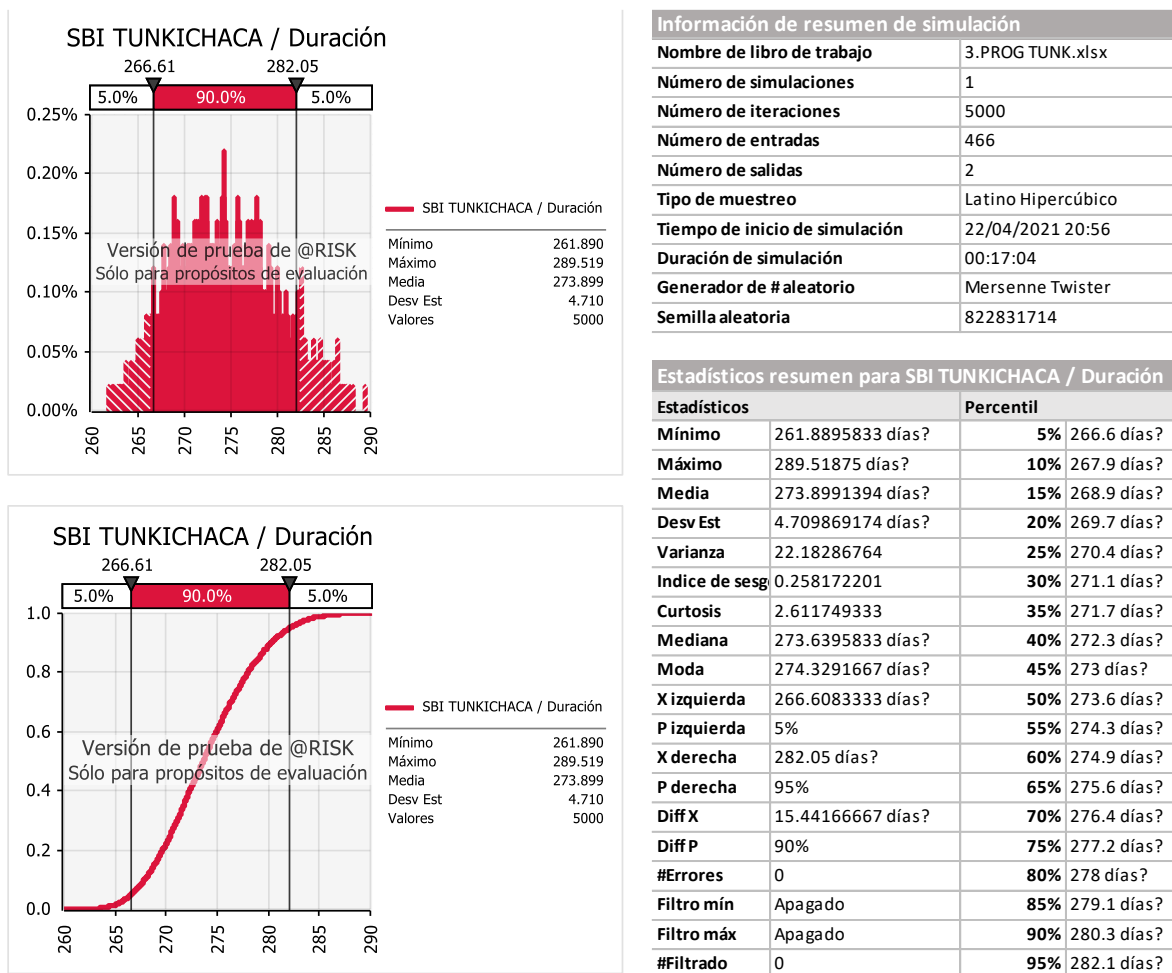 SBI TUNKICHACA / Duración
266.61 282.05
5.0% 90.0% 5.0%
0.25%
0.20%
0.15%
0.10%
0.05%
0.00%
260 265 270 275 280 285 290
Versión de prueba de @RISK
Sólo para propósitos de evaluación
SBI TUNKICHACA / Duración
Mínimo 261.890
Máximo 289.519
Media 273.899
Desv Est 4.710
Valores 5000
SBI TUNKICHACA / Duración
266.61 282.05
5.0% 90.0% 5.0%
1.0
0.8
0.6
0.4
0.2
0.0
260 265 270 275 280 285 290
Versión de prueba de @RISK
Sólo para propósitos de evaluación
SBI TUNKICHACA / Duración
Mínimo 261.890
Máximo 289.519
Media 273.899
Desv Est 4.710
Valores 5000
Información de resumen de simulación
Nombre de libro de trabajo 3.PROG TUNK.xlsx
Número de simulaciones 1
Número de iteraciones 5000
Número de entradas 466
Número de salidas 2
Tipo de muestreo Latino Hipercúbico
Tiempo de inicio de simulación 22/04/2021 20:56
Duración de simulación 00:17:04
Generador de # aleatorio Mersenne Twister
Semilla aleatoria 822831714
Estadísticos resumen para SBI TUNKICHACA / Duración
Estadísticos Percentil
Mínimo 261.8895833 días? 5% 266.6 días?
Máximo 289.51875 días? 10% 267.9 días?
Media 273.8991394 días? 15% 268.9 días?
Desv Est 4.709869174 días? 20% 269.7 días?
Varianza 22.18286764 25% 270.4 días?
Indice de sesg 0.258172201 30% 271.1 días?
Curtosis 2.611749333 35% 271.7 días?
Mediana 273.6395833 días? 40% 272.3 días?
Moda 274.3291667 días? 45% 273 días?
X izquierda 266.6083333 días? 50% 273.6 días?
P izquierda 5% 55% 274.3 días?
X derecha 282.05 días? 60% 274.9 días?
P derecha 95% 65% 275.6 días?
Diff X 15.44166667 días? 70% 276.4 días?
Diff P 90% 75% 277.2 días?
#Errores 0 80% 278 días?
Filtro mín Apagado 85% 279.1 días?
Filtro máx Apagado 90% 280.3 días?
#Filtrado 0 95% 282.1 días?